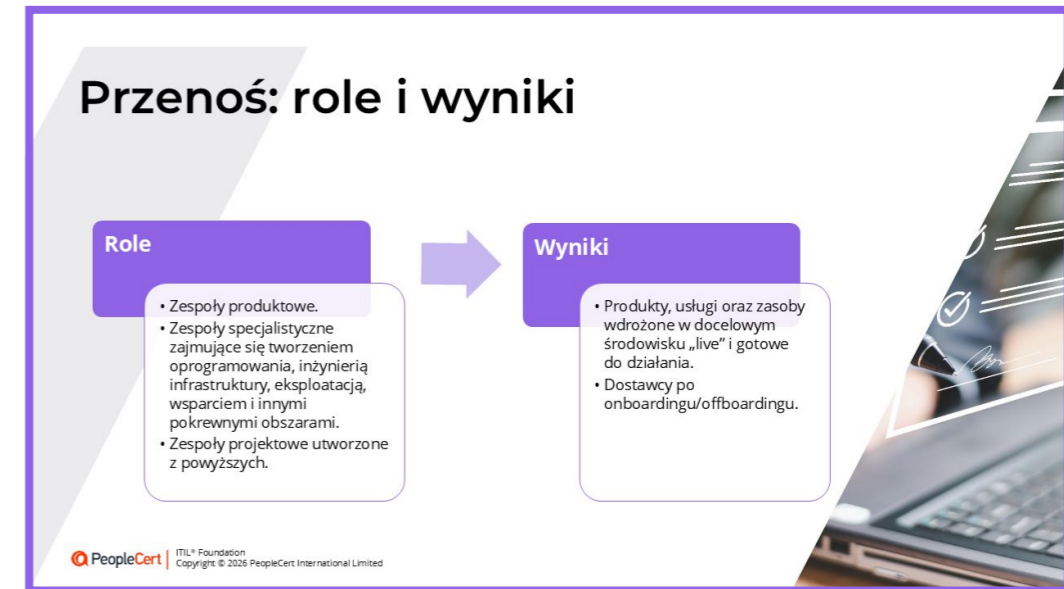 Przenoś: role i wyniki
Role
• Zespoły produktowe.
• Zespoły specjalistyczne
zajmujące się tworzeniem
oprogramowania, inżynierią
infrastruktury, eksploatacją,
wsparciem i innymi
pokrewnymi obszarami.
• Zespoły projektowe utworzone
z powyższych.
Wyniki
• Produkty, usługi oraz zasoby
wdrożone w docelowym
środowisku „live” i gotowe
do działania.
• Dostawcy po
onboardingu/offboardingu.
PeopleCert
ITIL® Foundation
Copyright © 2026 PeopleCert International Limited